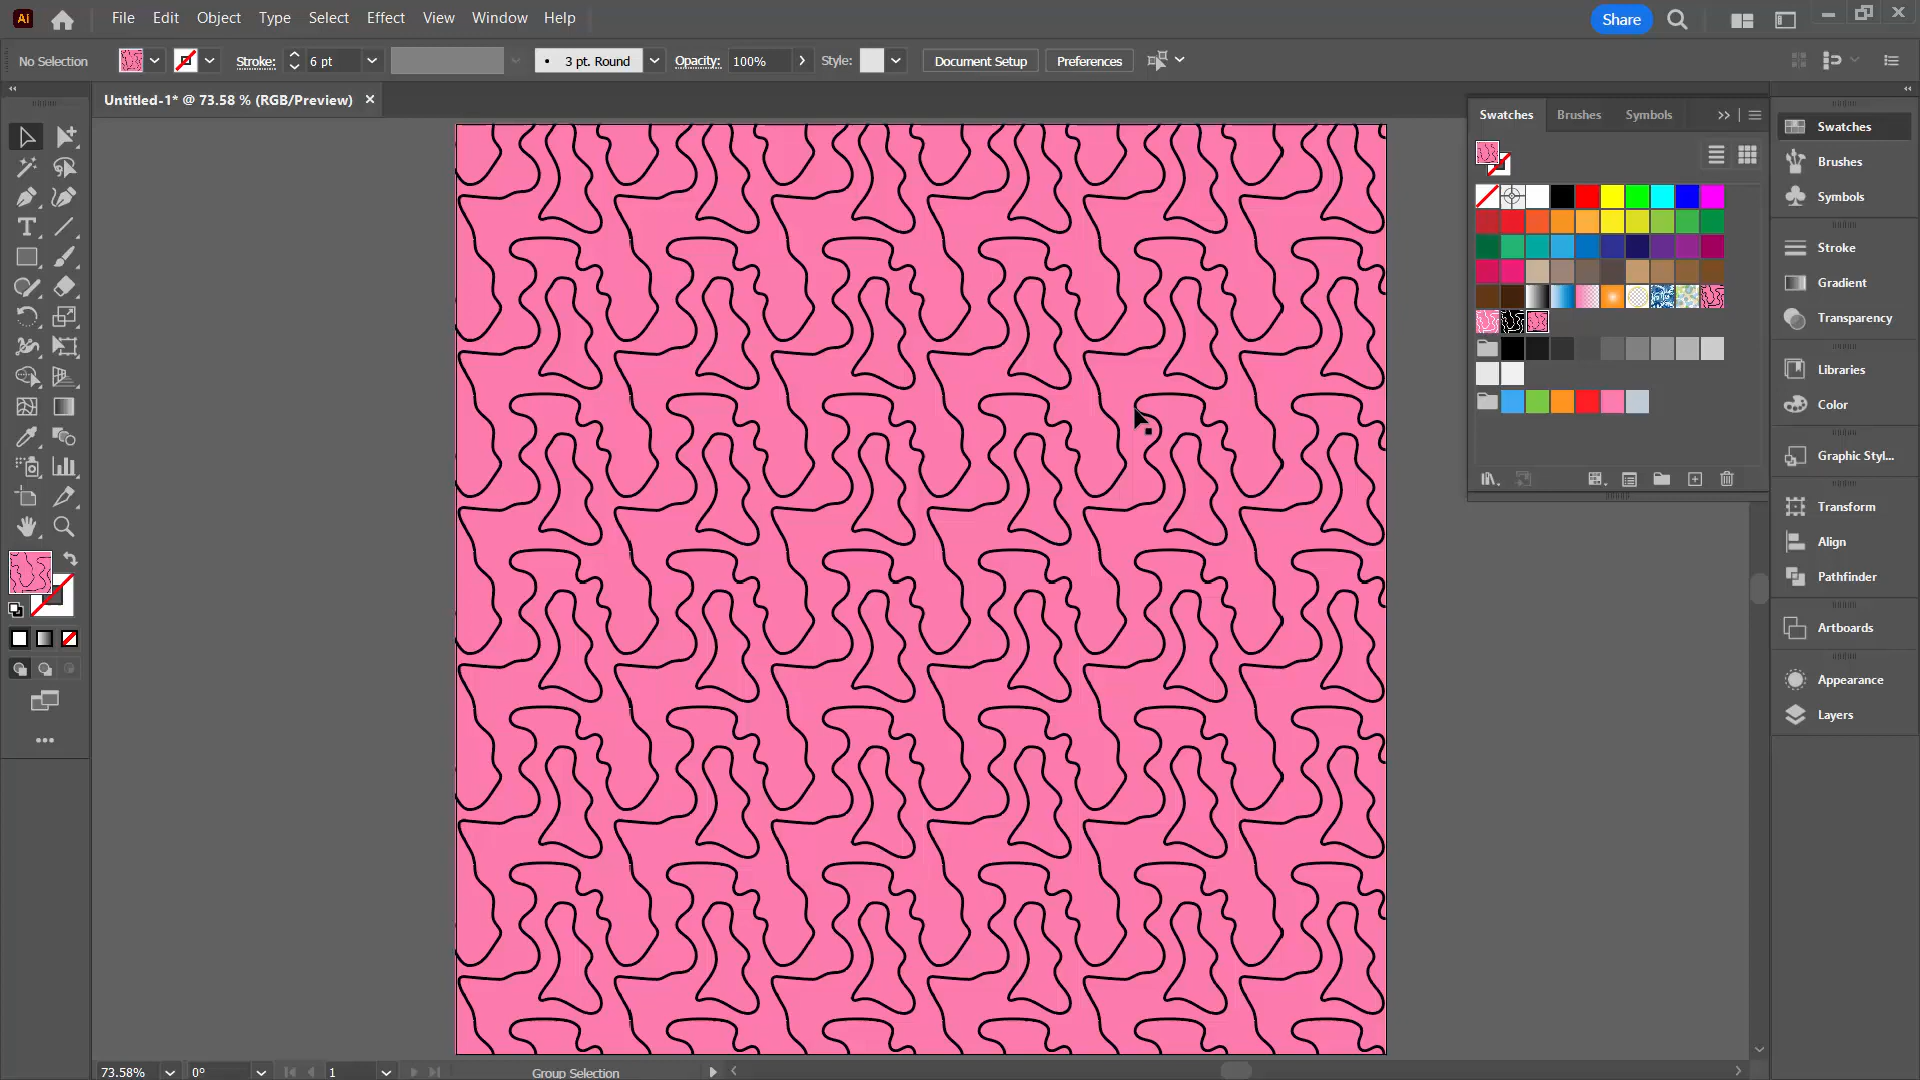 Ai File Edit Object Type Select Effect View Window Help Share
No Selection Stroke: 6 pt 3 pt. Round Opacity: 100% Style: Document Setup Preferences
Untitled-1* @ 73.58 % (RGB/Preview)
Swatches Brushes Symbols
Swatches
Brushes
Symbols
Stroke
Gradient
Transparency
Libraries
Color
Graphic Styl...
Transform
Align
Pathfinder
Artboards
Appearance
Layers
73.58% 0° 1 Group Selection